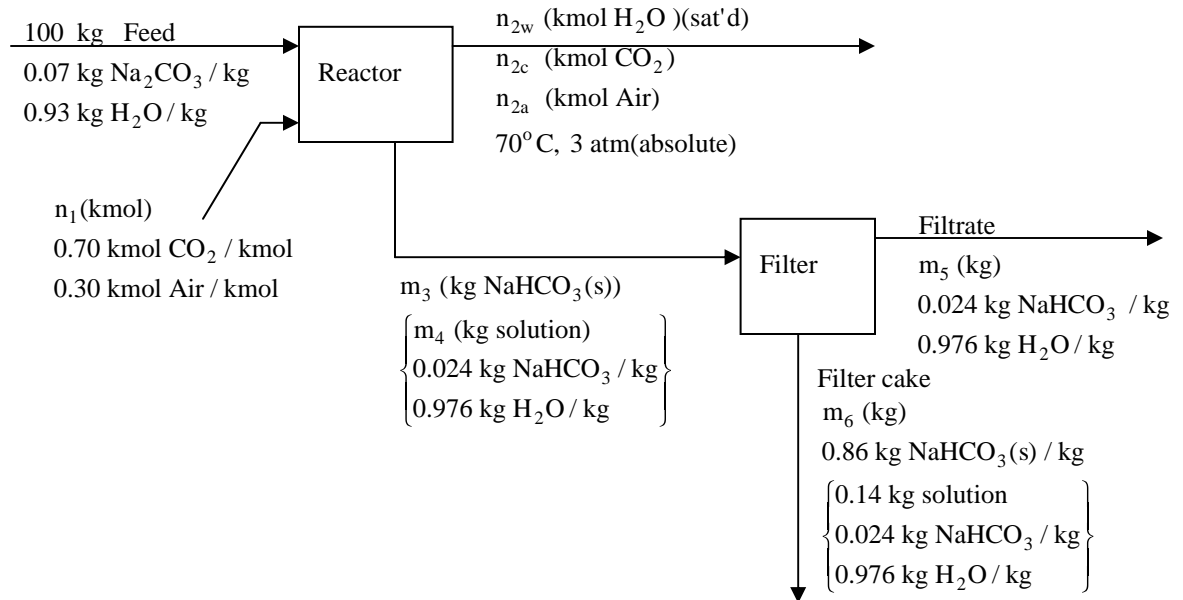 100 kg Feed
0.07 kg Na₂CO₃ / kg
0.93 kg H₂O / kg
Reactor
n₂w (kmol H₂O )(sat'd)
n₂c (kmol CO₂)
n₂a (kmol Air)
70°C, 3 atm(absolute)
n₁(kmol)
0.70 kmol CO₂ / kmol
0.30 kmol Air / kmol
m₃ (kg NaHCO₃(s))
m₄ (kg solution)
0.024 kg NaHCO₃ / kg
0.976 kg H₂O / kg
Filter
Filtrate
m₅ (kg)
0.024 kg NaHCO₃ / kg
0.976 kg H₂O / kg
Filter cake
m₆ (kg)
0.86 kg NaHCO₃(s) / kg
0.14 kg solution
0.024 kg NaHCO₃ / kg
0.976 kg H₂O / kg